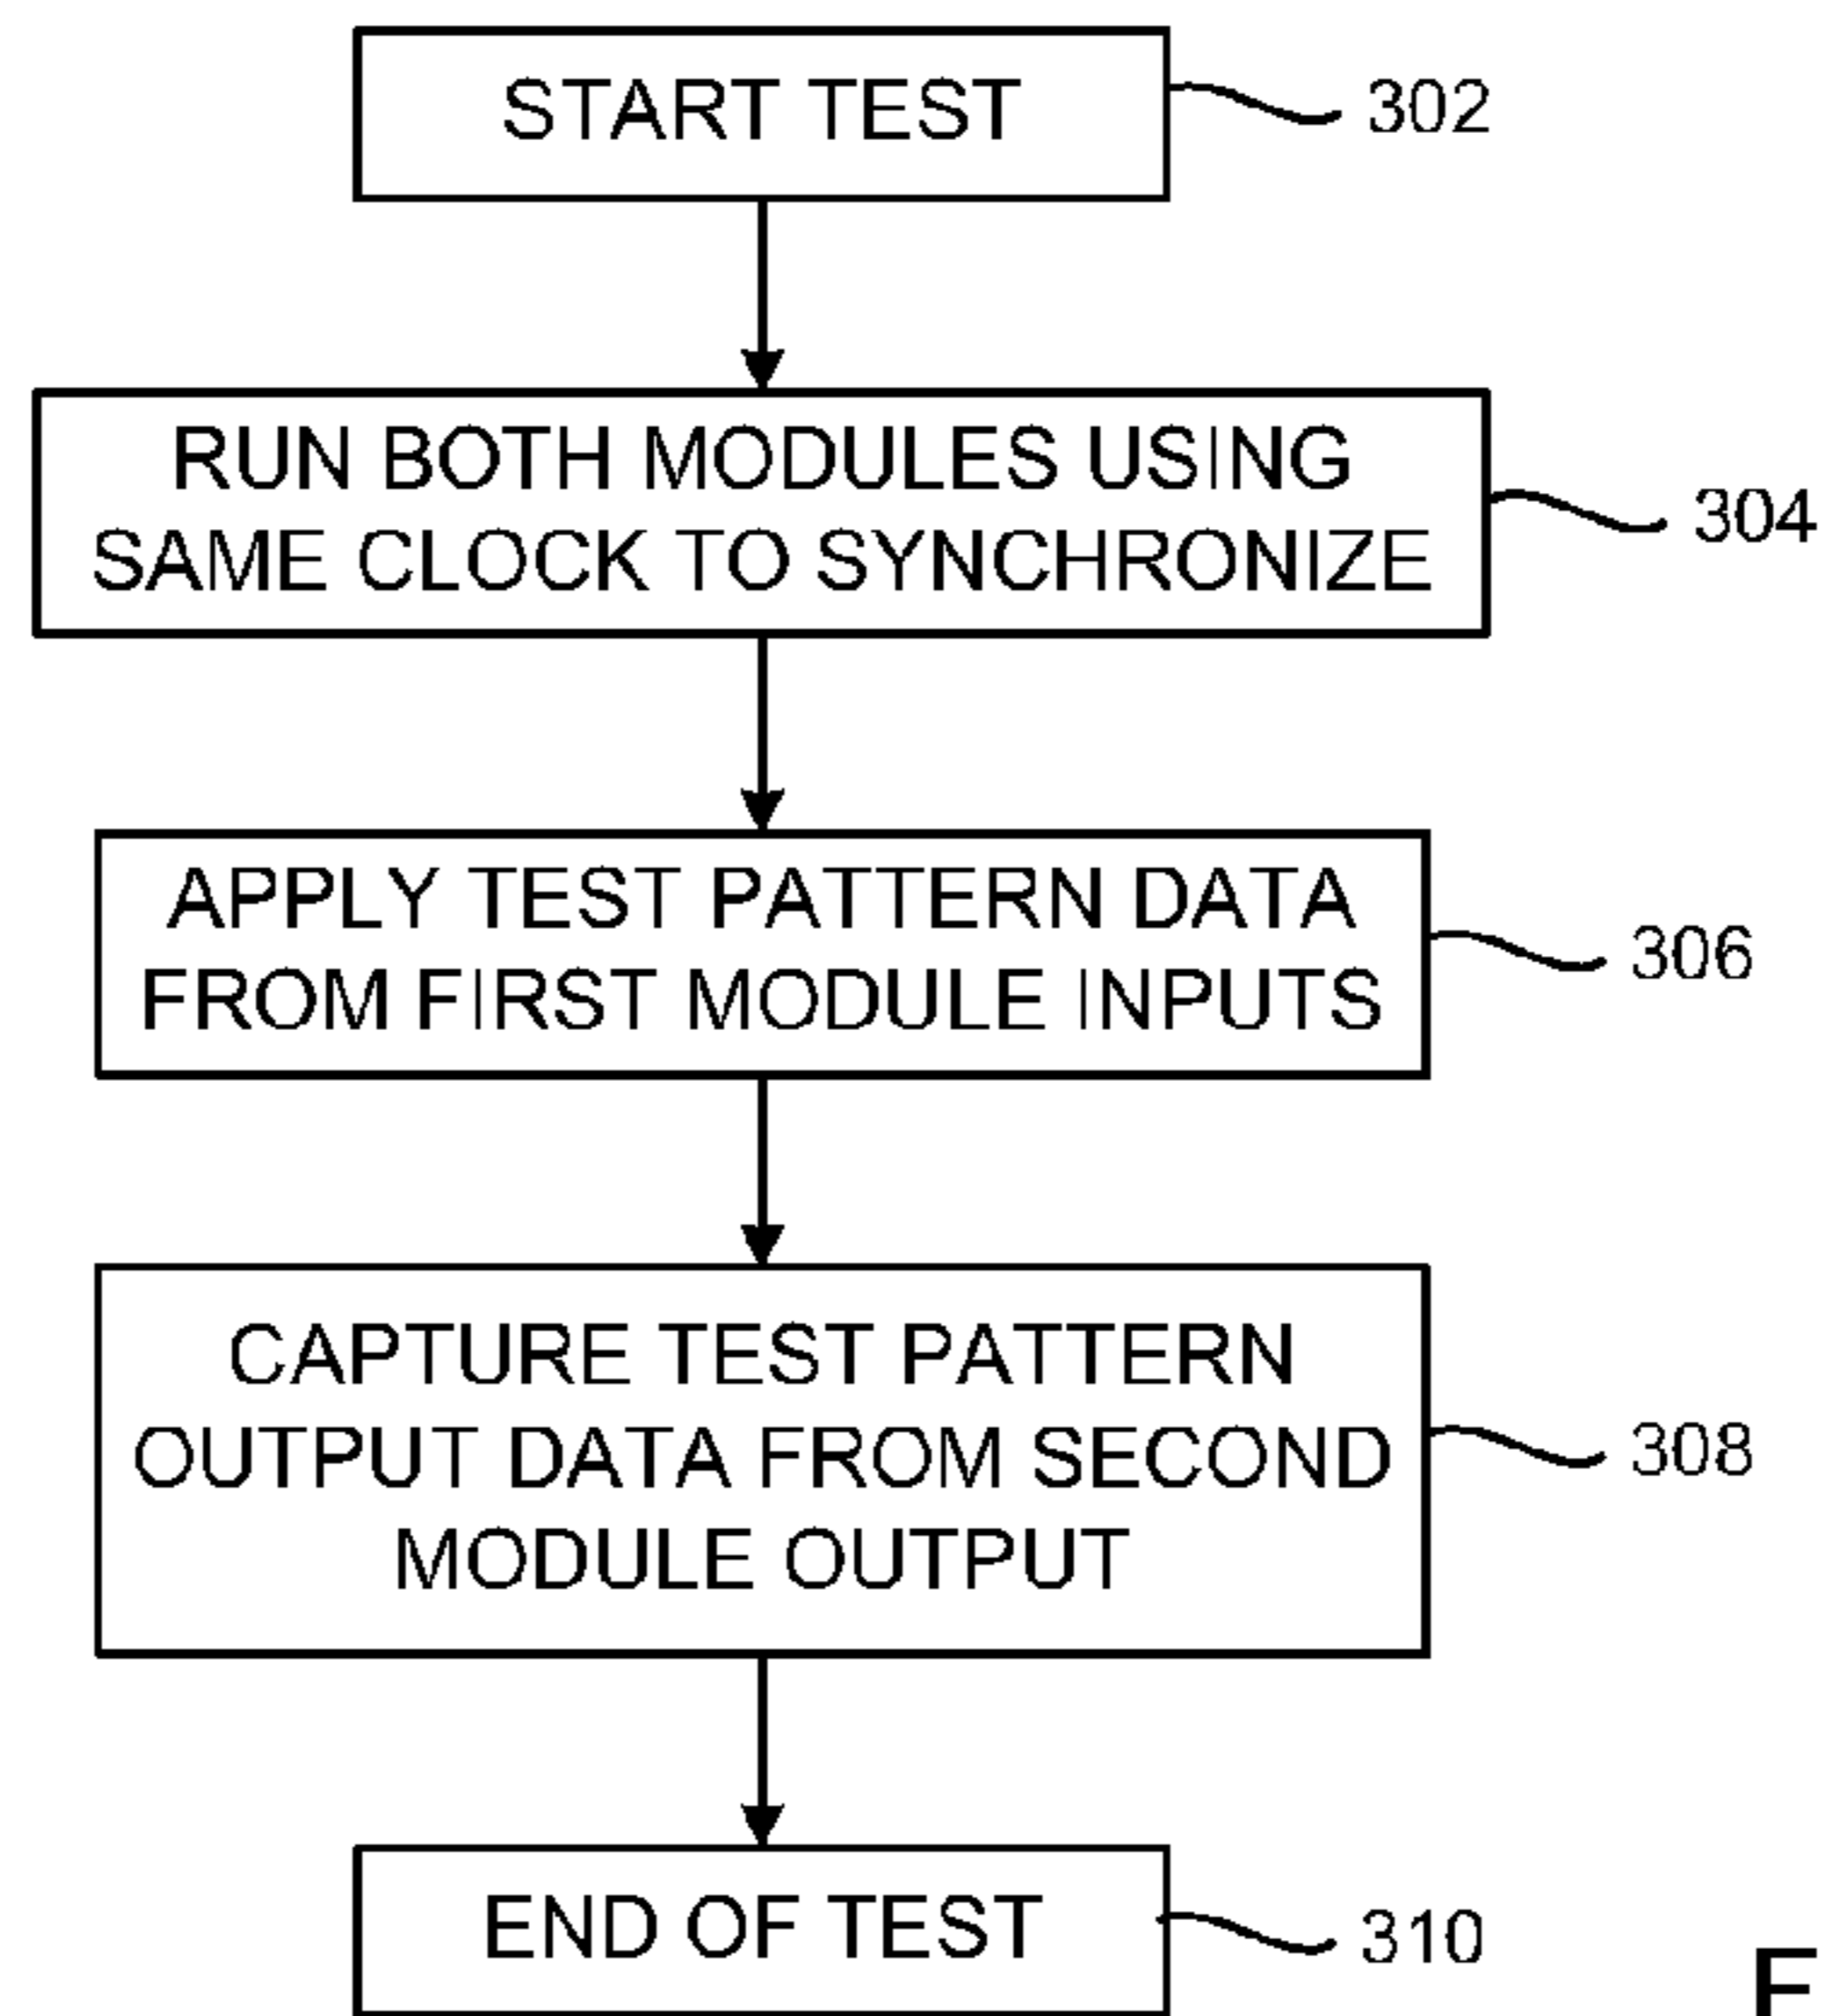 START TEST
302
RUN BOTH MODULES USING
SAME CLOCK TO SYNCHRONIZE
304
APPLY TEST PATTERN DATA
FROM FIRST MODULE INPUTS
306
CAPTURE TEST PATTERN
OUTPUT DATA FROM SECOND
MODULE OUTPUT
308
END OF TEST
310